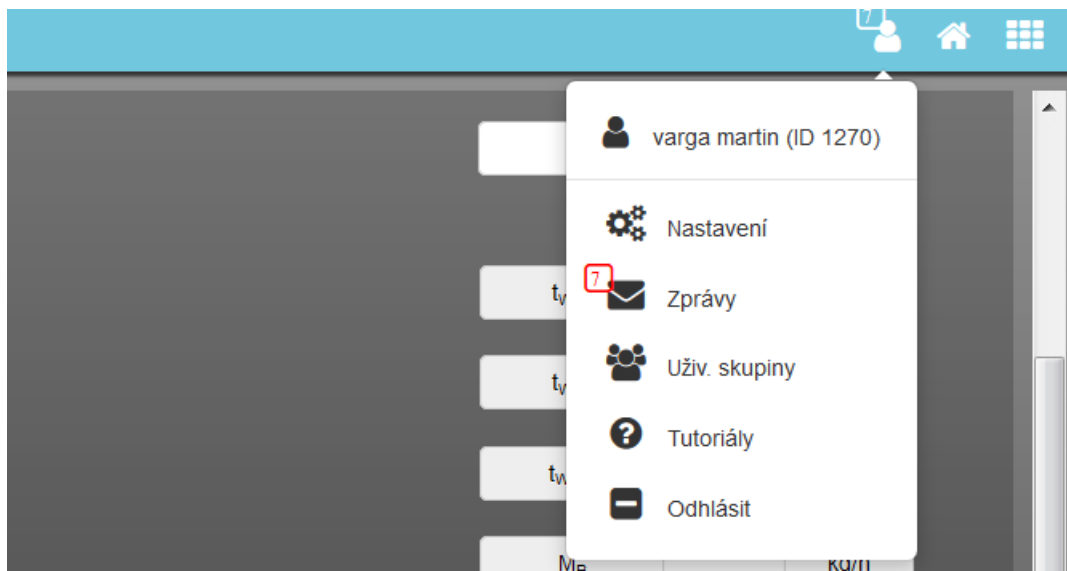 7
varga martin (ID 1270)
Nastavení
7
Zprávy
Uživ. skupiny
Tutoriály
Odhlásit